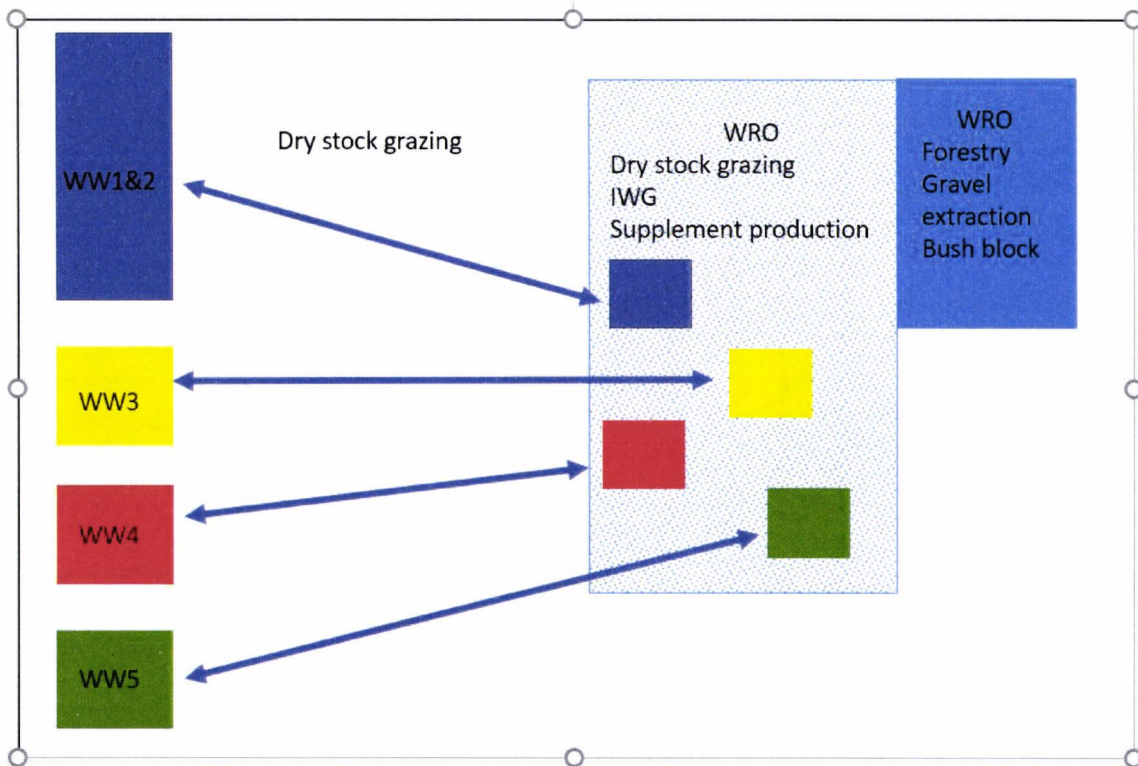 WW1&2
Dry stock grazing
WRO
Dry stock grazing
IWG
Supplement production
WRO
Forestry
Gravel
extraction
Bush block
WW3
WW4
WW5